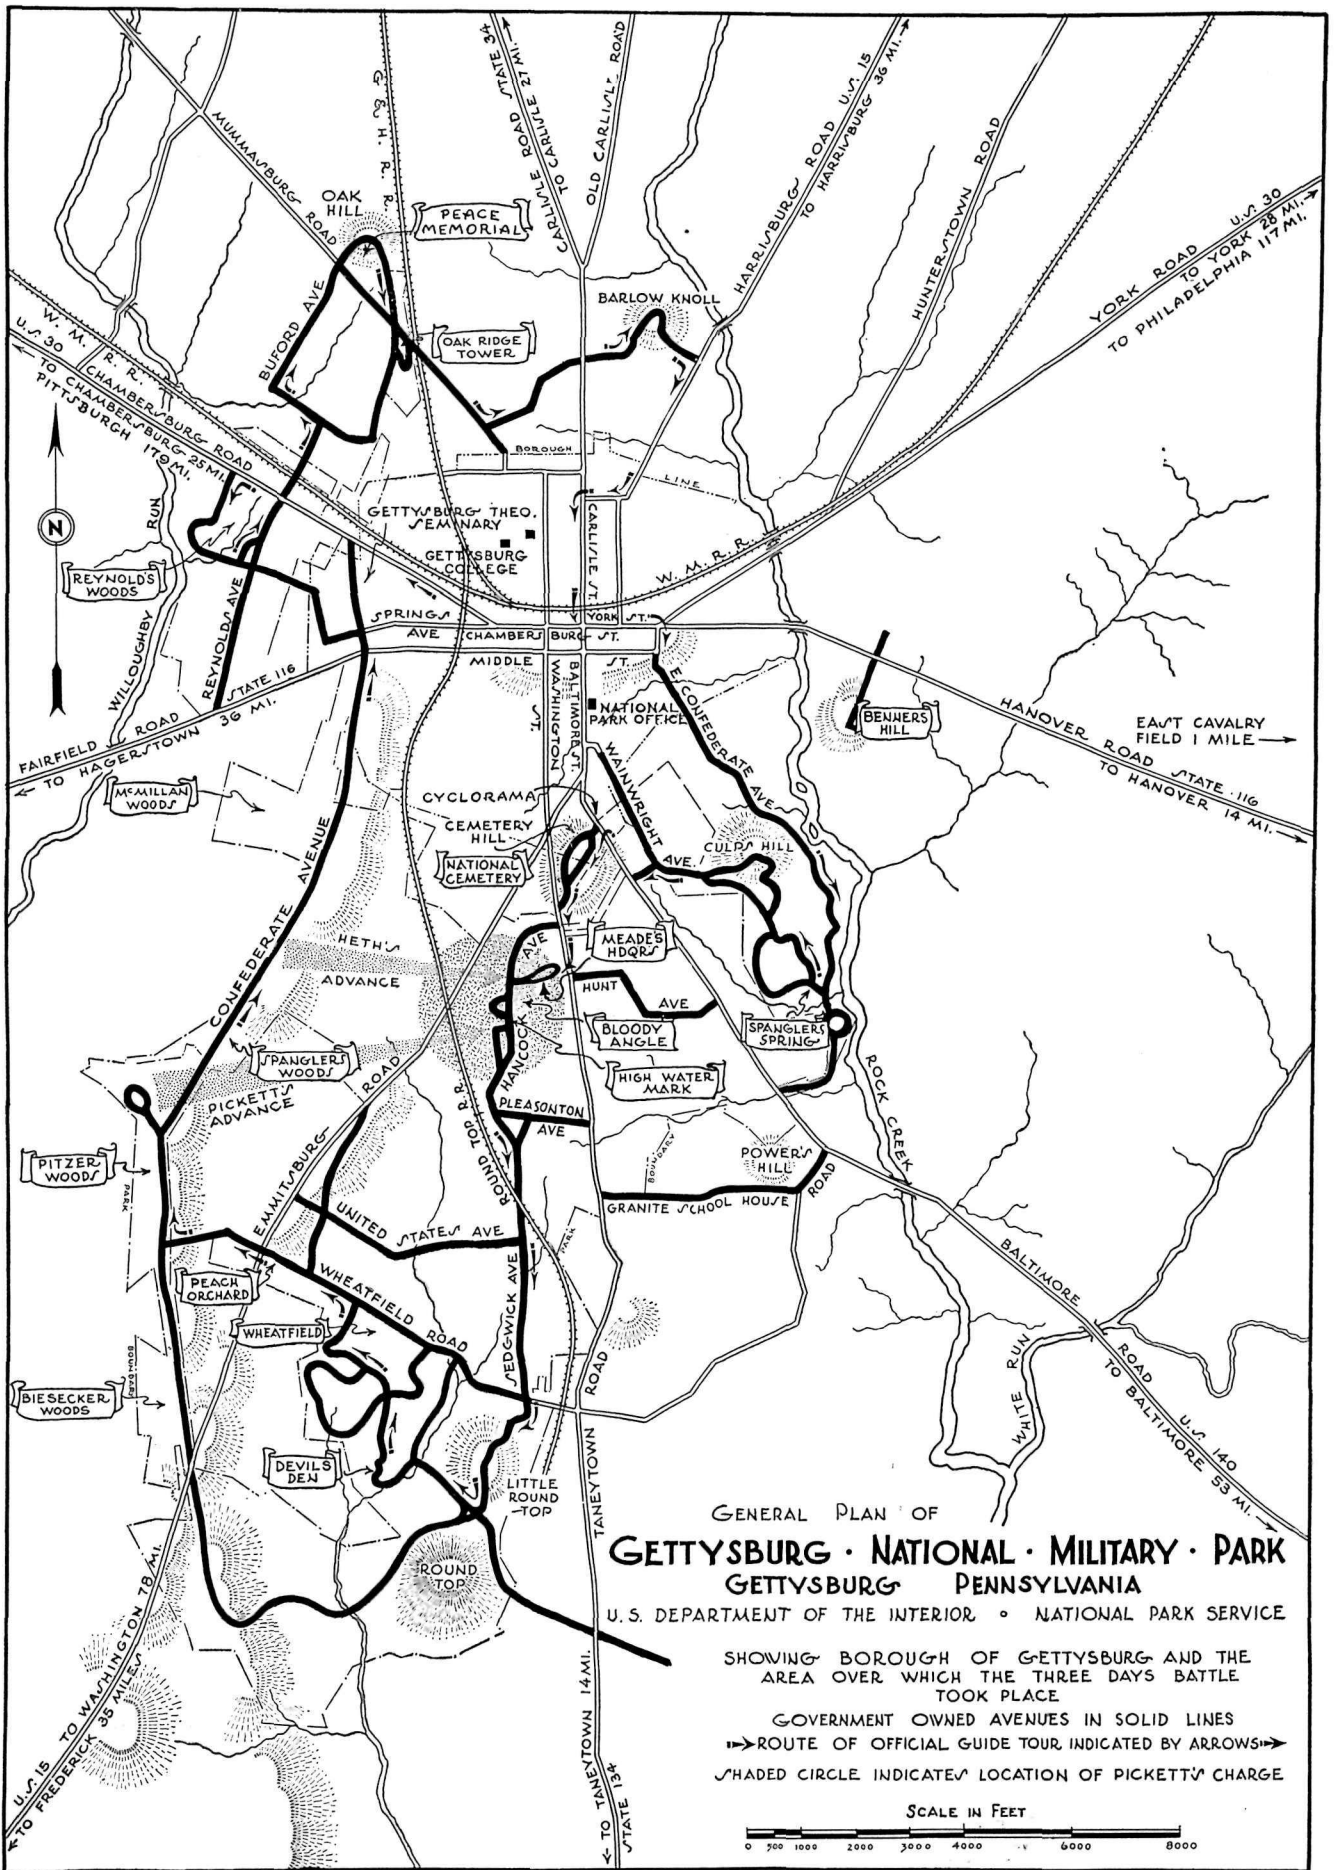 MUMMASBURG ROAD
G. & H. R. R.
CARLISLE ROAD STATE 34
TO CARLISLE 27 MI.
OLD CARLISLE ROAD
HARRISBURG ROAD U.S. 15
TO HARRISBURG 36 MI.
HUNTERSTOWN ROAD
YORK ROAD
U.S. 30
TO YORK 28 MI.
TO PHILADELPHIA 117 MI.
OAK
HILL
PEACE
MEMORIAL
BARLOW KNOLL
OAK RIDGE
TOWER
BUFORD AVE
W. M. R. R.
U.S. 30
CHAMBERSBURG ROAD
TO CHAMBERSBURG 25 MI.
PITTSBURGH 179 MI.
BOROUGH
LINE
N
RUN
WILLOUGHBY
GETTYSBURG THEO.
SEMINARY
GETTYSBURG
COLLEGE
CARLISLE ST.
W. M. R. R.
REYNOLD'S
WOODS
REYNOLDS AVE
SPRINGS
AVE
CHAMBERSBURG ST.
YORK ST.
MIDDLE ST.
WASHINGTON
ST.
BALTIMORE ST.
NATIONAL
PARK OFFICE
STATE 116
36 MI.
FAIRFIELD ROAD
TO HAGERSTOWN
E. CONFEDERATE AVE
BENNERS
HILL
HANOVER ROAD STATE 116
TO HANOVER 14 MI.
EAST CAVALRY
FIELD 1 MILE
McMILLAN
WOODS
CYCLORAMA
CEMETERY
HILL
NATIONAL
CEMETERY
WAINWRIGHT
AVE.
CULPS HILL
CONFEDERATE AVENUE
HETH'S
ADVANCE
AVE
HANCOCK
MEADE'S
HDQRS
HUNT
AVE
BLOODY
ANGLE
SPANGLERS
SPRING
SPANGLERS
WOODS
HIGH WATER
MARK
PICKETT'S
ADVANCE
ROAD
EMMITSBURG
ROUND TOP R.R.
PLEASONTON
AVE
ROCK CREEK
PITZER
WOODS
PARK
BOUNDARY
POWER'S
HILL
ROAD
GRANITE SCHOOL HOUSE
UNITED STATES AVE
PARK
PEACH
ORCHARD
WHEATFIELD
ROAD
SEDGWICK AVE
WHEATFIELD
BOUNDARY
BIESECKER
WOODS
DEVILS
DEN
LITTLE
ROUND
TOP
ROUND
TOP
TANEYTOWN
ROAD
WHITE RUN
BALTIMORE
ROAD
U.S. 140
TO BALTIMORE 53 MI.
U.S. 15 TO WASHINGTON 78 MI.
TO FREDERICK 35 MILES
TO TANEYTOWN 14 MI.
STATE 134
GENERAL PLAN OF
GETTYSBURG · NATIONAL · MILITARY · PARK
GETTYSBURG PENNSYLVANIA
U.S. DEPARTMENT OF THE INTERIOR ∘ NATIONAL PARK SERVICE
SHOWING BOROUGH OF GETTYSBURG AND THE
AREA OVER WHICH THE THREE DAYS BATTLE
TOOK PLACE
GOVERNMENT OWNED AVENUES IN SOLID LINES
ROUTE OF OFFICIAL GUIDE TOUR INDICATED BY ARROWS
SHADED CIRCLE INDICATES LOCATION OF PICKETT'S CHARGE
SCALE IN FEET
0 500 1000 2000 3000 4000 6000 8000